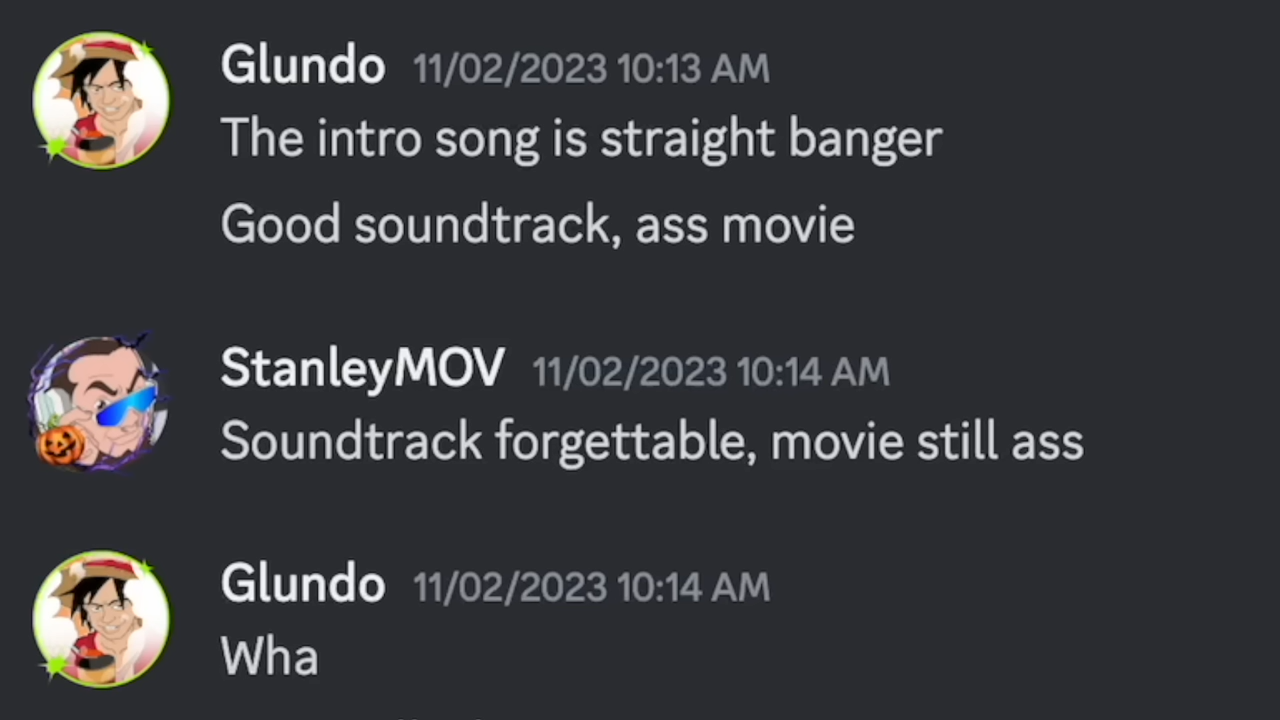 Glundo 11/02/2023 10:13 AM
The intro song is straight banger
Good soundtrack, ass movie
StanleyMOV 11/02/2023 10:14 AM
Soundtrack forgettable, movie still ass
Glundo 11/02/2023 10:14 AM
Wha